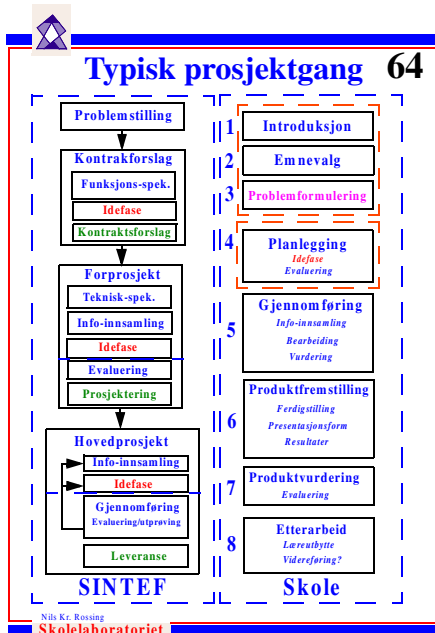 Typisk prosjektgang 64
Problemstilling
Kontrakforslag
Funksjons-spek.
Idefase
Kontraktsforslag
Forprosjekt
Teknisk-spek.
Info-innsamling
Idefase
Evaluering
Prosjektering
Hovedprosjekt
Info-innsamling
Idefase
Gjennomføring
Evaluering/utprøving
Leveranse
SINTEF
1 Introduksjon
2 Emnevalg
3 Problemformulering
4 Planlegging
Idefase
Evaluering
Gjennomføring
5 Info-innsamling
Bearbeiding
Vurdering
Produktfremstilling
6 Ferdigstilling
Presentasjonsform
Resultater
7 Produktvurdering
Evaluering
8 Etterarbeid
Læreutbytte
Videreføring?
Skole
Nils Kr. Rossing
Skolelaboratoriet